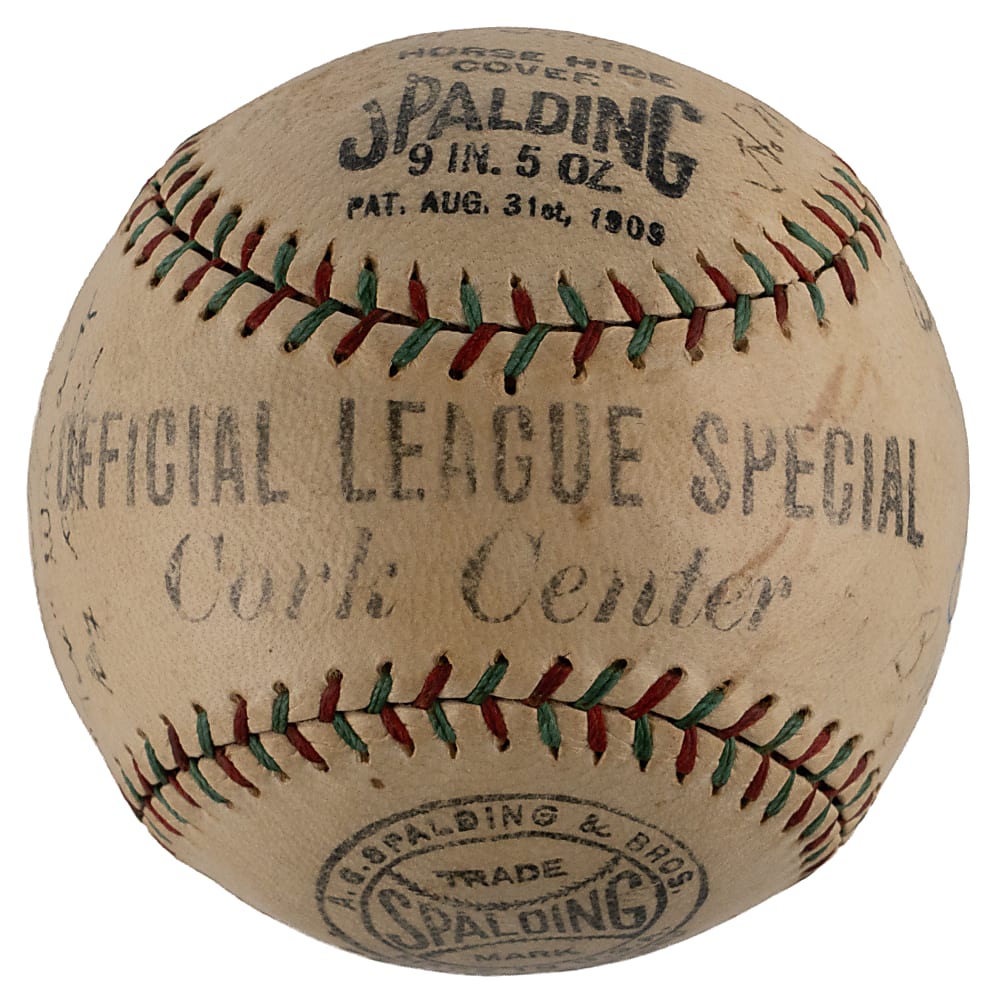 HORSE HIDE
COVER
SPALDING
9 IN. 5 OZ
PAT. AUG. 31st, 1909
OFFICIAL LEAGUE SPECIAL
Cork Center
A.G. SPALDING & BROS.
TRADE
SPALDING
MARK